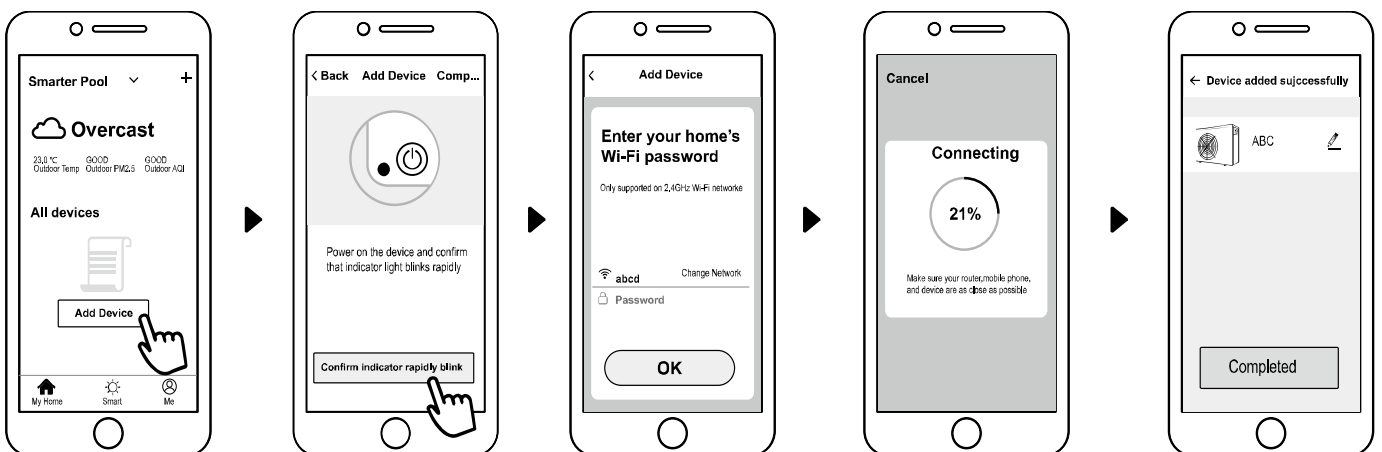 Smarter Pool +
Overcast
23,0 °C GOOD GOOD
Outdoor Temp Outdoor PM2.5 Outdoor AQI
All devices
Add Device
My Home Smart Me
< Back Add Device Comp...
Power on the device and confirm
that indicator light blinks rapidly
Confirm indicator rapidly blink
< Add Device
Enter your home's
Wi-Fi password
Only supported on 2,4GHz Wi-Fi networke
abcd Change Network
Password
OK
Cancel
Connecting
21%
Make sure your router,mobile phone,
and device are as close as possible
← Device added sujccessfully
ABC
Completed